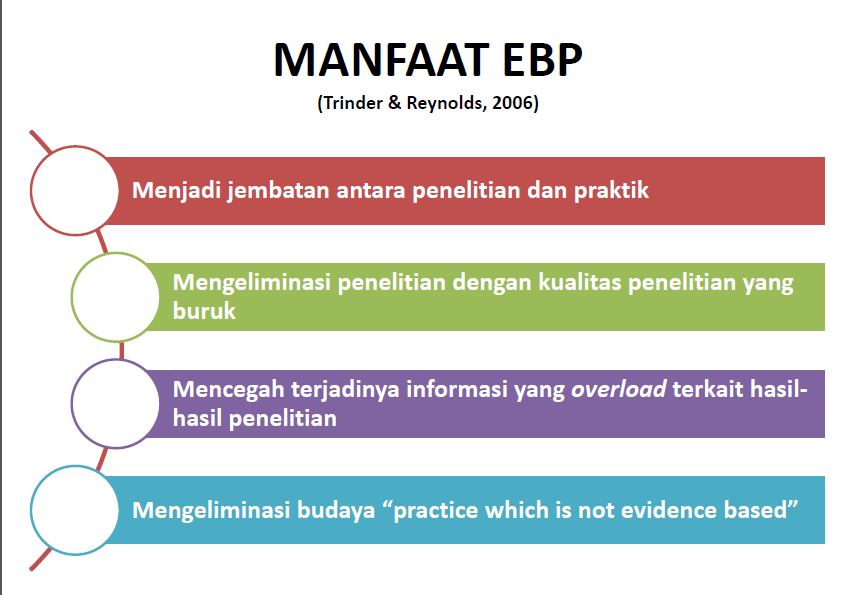 MANFAAT EBP
(Trinder & Reynolds, 2006)
Menjadi jembatan antara penelitian dan praktik
Mengeliminasi penelitian dengan kualitas penelitian yang
buruk
Mencegah terjadinya informasi yang overload terkait hasil-
hasil penelitian
Mengeliminasi budaya “practice which is not evidence based”